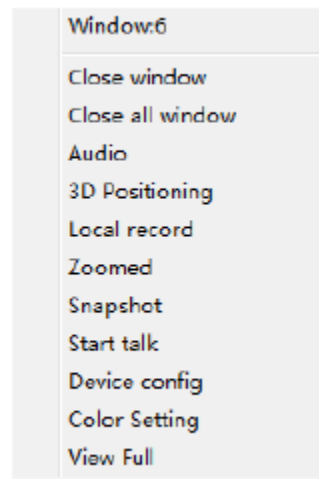 Window:6
Close window
Close all window
Audio
3D Positioning
Local record
Zoomed
Snapshot
Start talk
Device config
Color Setting
View Full